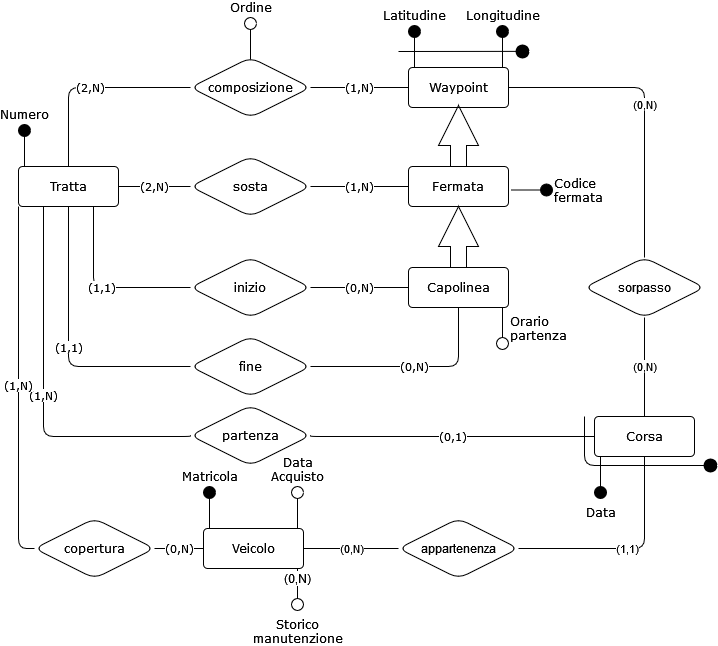 Ordine
Latitudine
Longitudine
(2,N)
composizione
(1,N)
Waypoint
(0,N)
Numero
Tratta
(2,N)
sosta
(1,N)
Fermata
Codice
fermata
(1,1)
inizio
(0,N)
Capolinea
sorpasso
Orario
partenza
(1,1)
fine
(0,N)
(0,N)
(1,N)
(1,N)
partenza
(0,1)
Corsa
Matricola
Data
Acquisto
Data
copertura
(0,N)
Veicolo
(0,N)
appartenenza
(1,1)
(0,N)
Storico
manutenzione